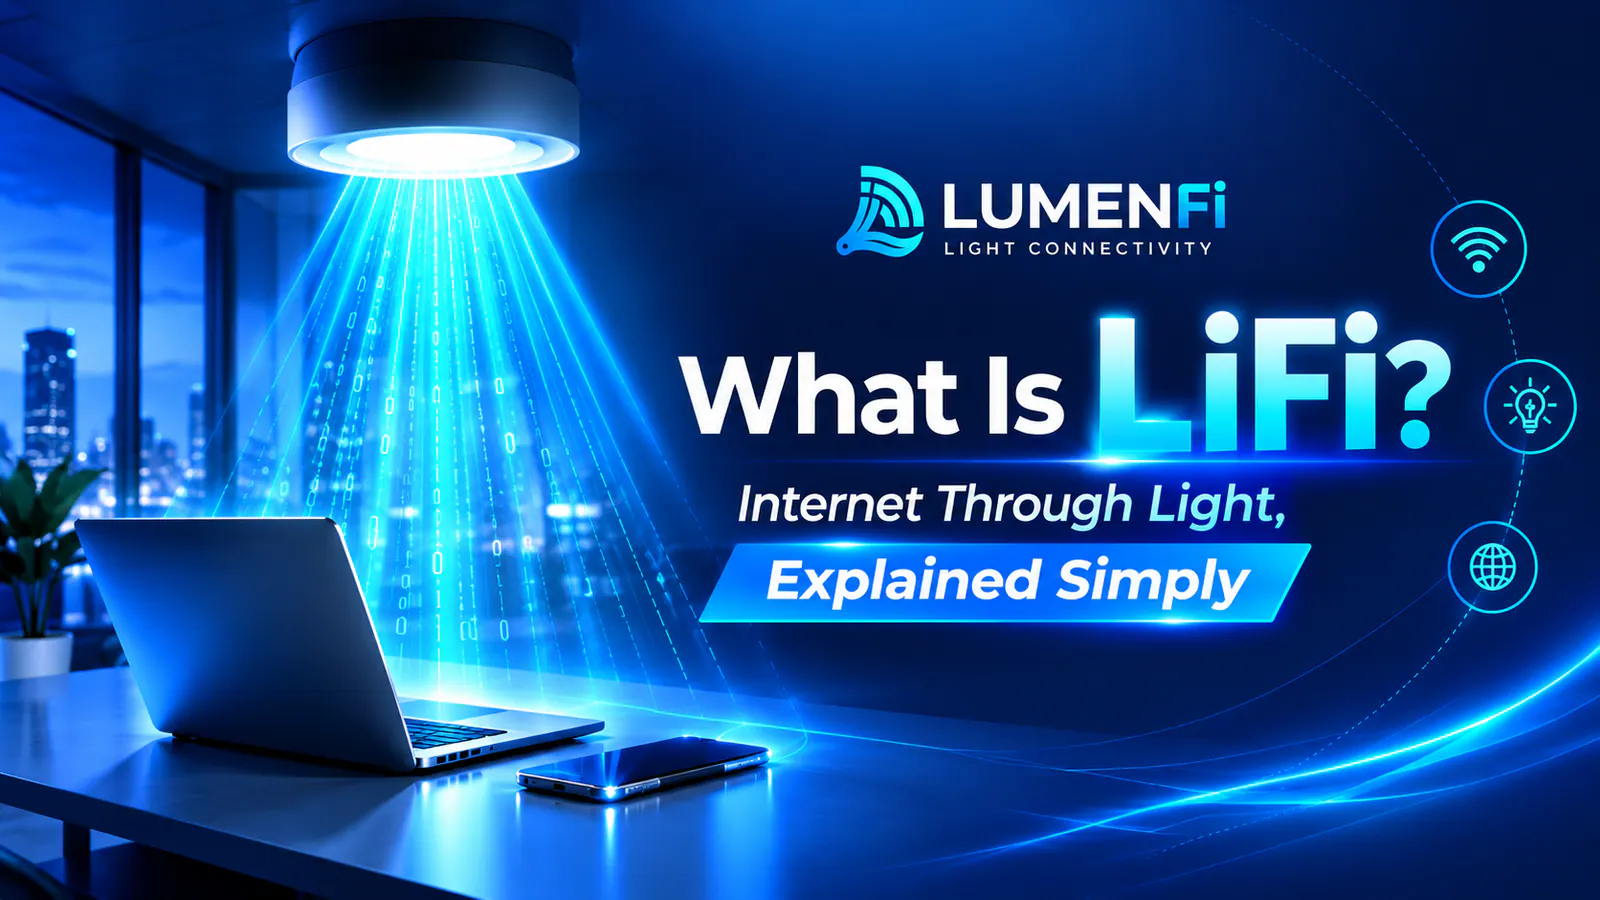 LUMENFi
LIGHT CONNECTIVITY
What Is LiFi?
Internet Through Light,
Explained Simply